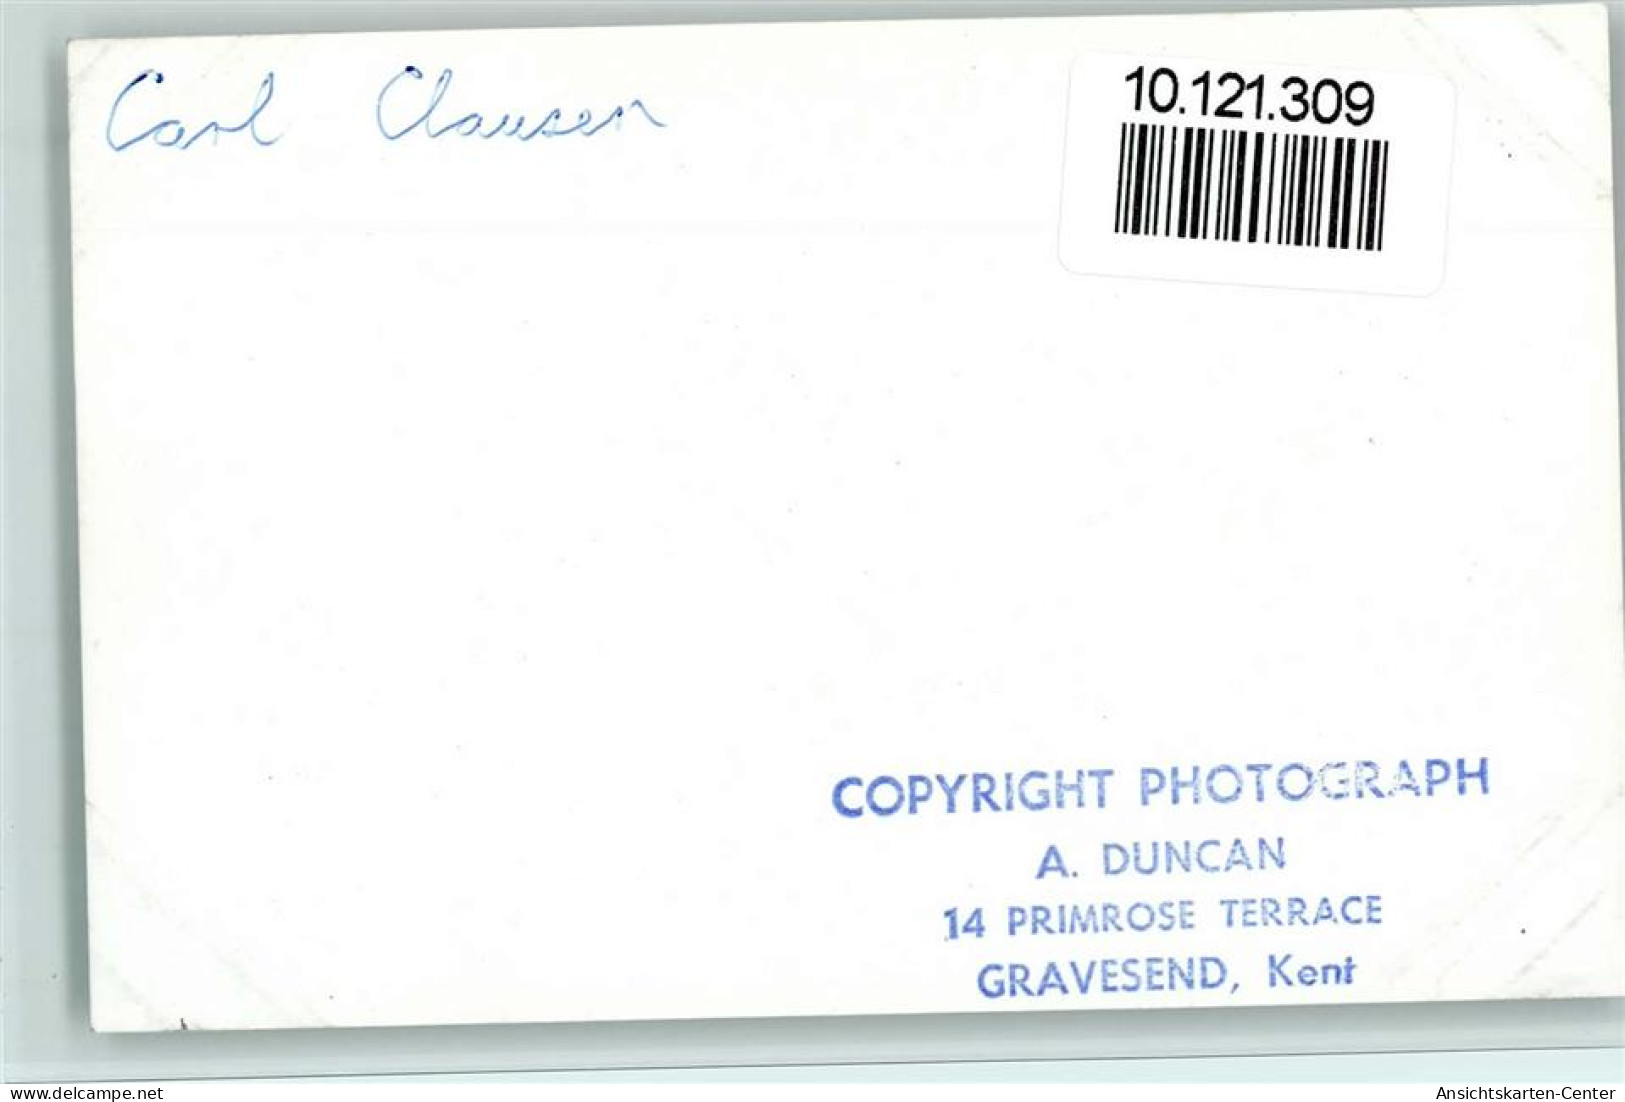 Carl Clausen
10.121.309
COPYRIGHT PHOTOGRAPH
A. DUNCAN
14 PRIMROSE TERRACE
GRAVESEND, Kent
www.delcampe.net
Ansichtskarten-Center